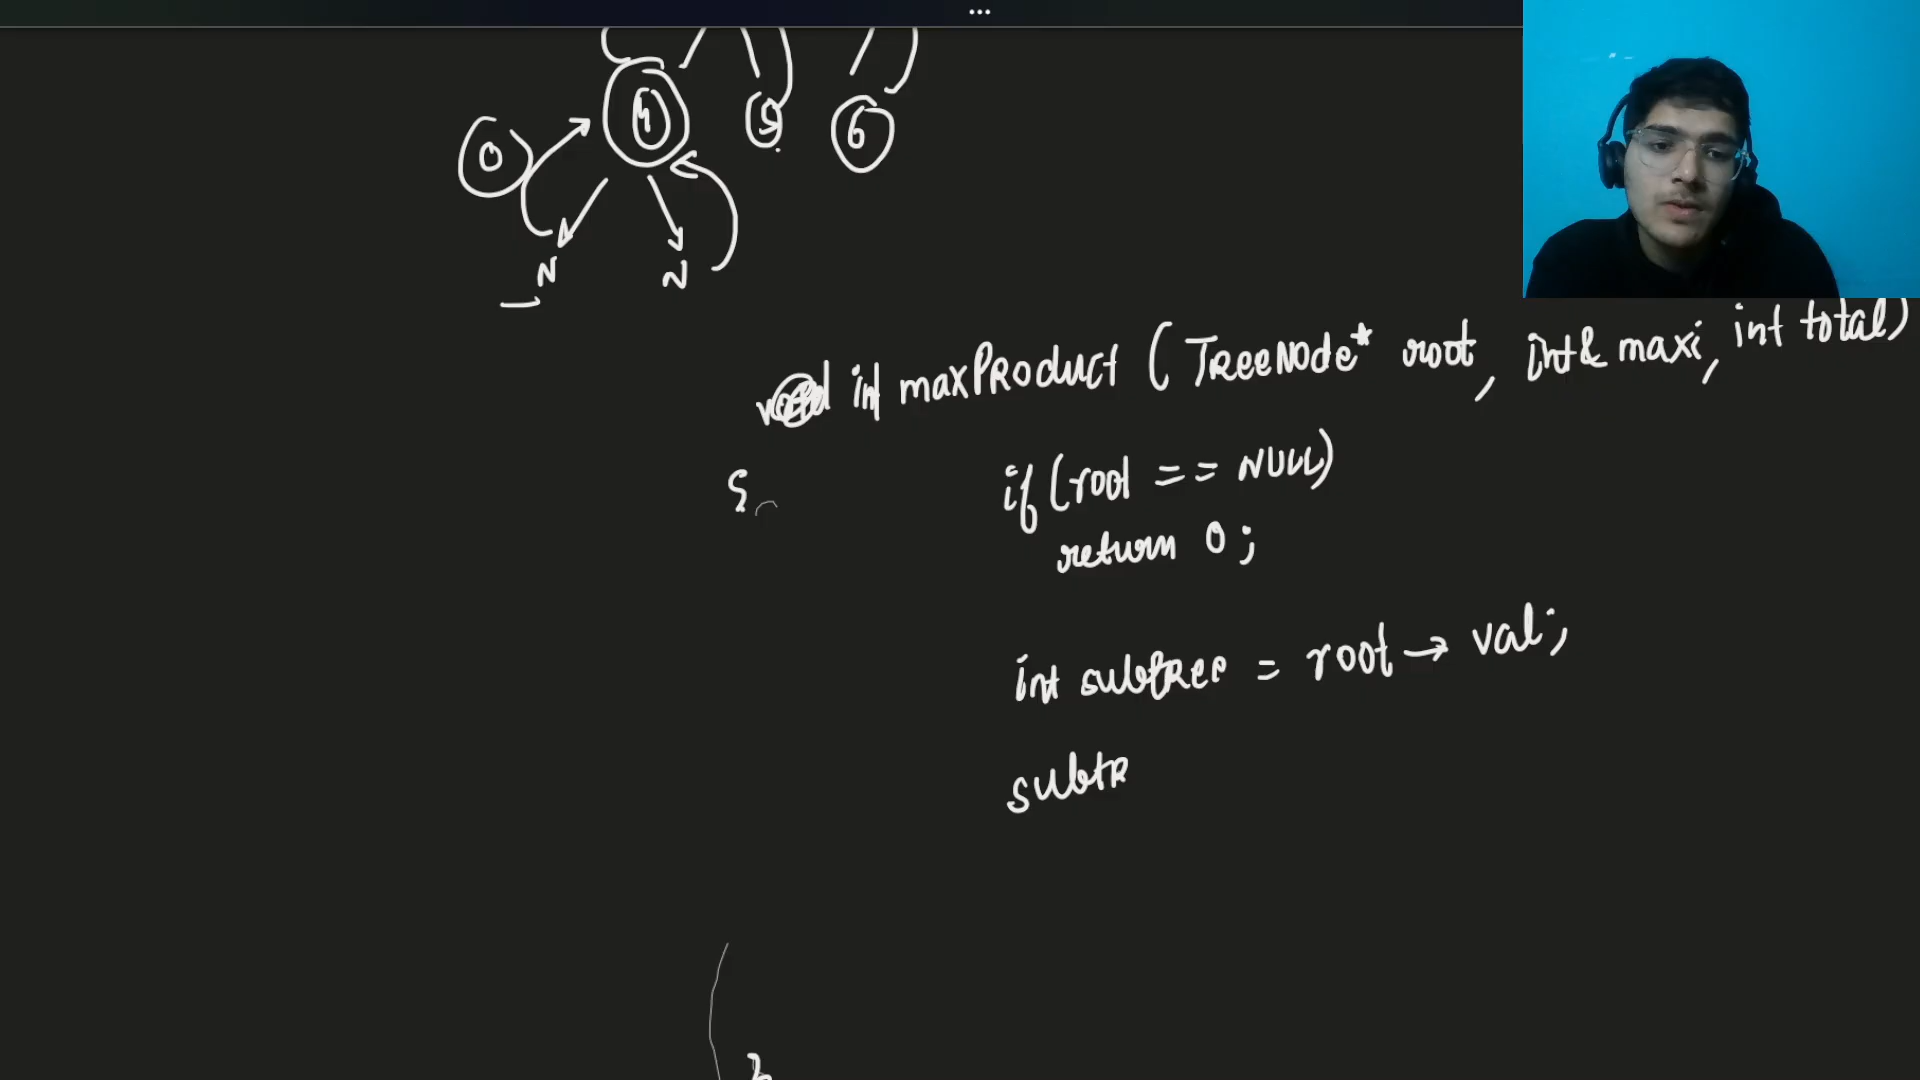 ...
4
5
6
0
N
N
int maxProduct (TreeNode* root, int& maxi, int total)
{
if (root == NULL)
return 0;
int subtree = root → val;
subtr
}